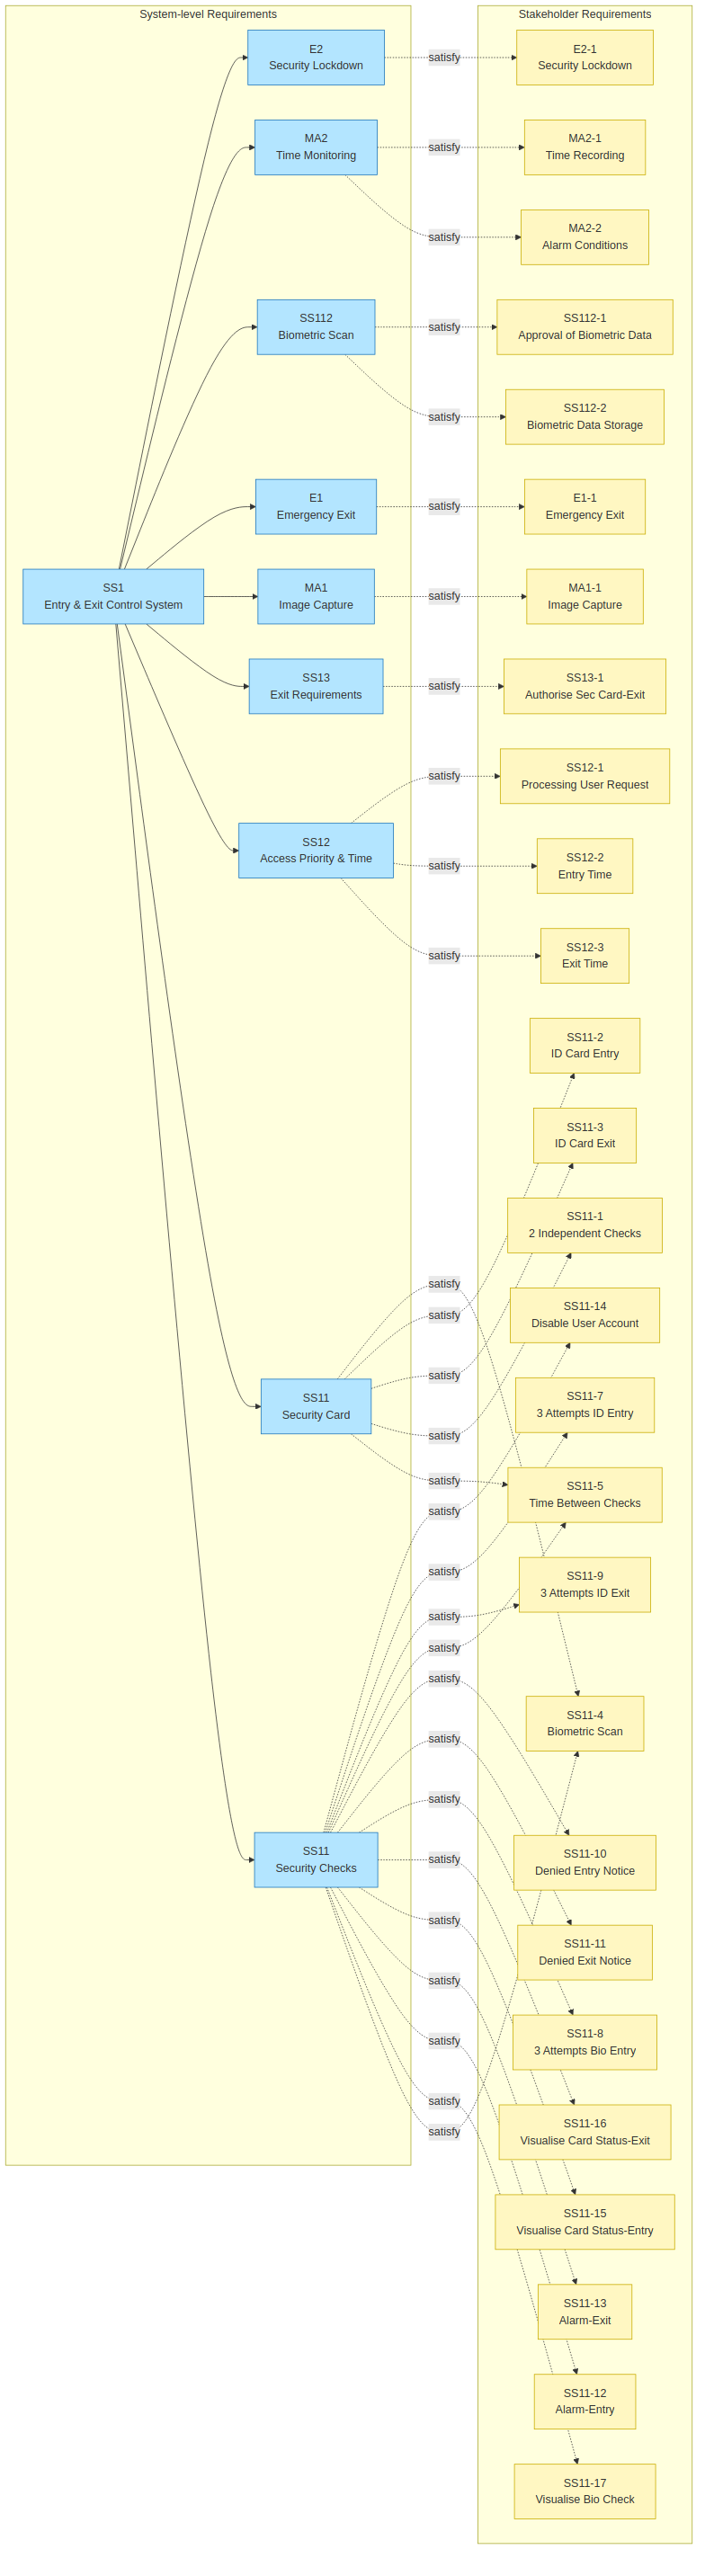 System-level Requirements
Stakeholder Requirements
E2
Security Lockdown
satisfy
E2-1
Security Lockdown
MA2
Time Monitoring
satisfy
MA2-1
Time Recording
satisfy
MA2-2
Alarm Conditions
SS112
Biometric Scan
satisfy
SS112-1
Approval of Biometric Data
satisfy
SS112-2
Biometric Data Storage
E1
Emergency Exit
satisfy
E1-1
Emergency Exit
SS1
Entry & Exit Control System
MA1
Image Capture
satisfy
MA1-1
Image Capture
SS13
Exit Requirements
satisfy
SS13-1
Authorise Sec Card-Exit
satisfy
SS12-1
Processing User Request
SS12
Access Priority & Time
satisfy
SS12-2
Entry Time
satisfy
SS12-3
Exit Time
SS11-2
ID Card Entry
SS11-3
ID Card Exit
SS11-1
2 Independent Checks
satisfy
satisfy
SS11-14
Disable User Account
satisfy
SS11
Security Card
SS11-7
3 Attempts ID Entry
satisfy
satisfy
SS11-5
Time Between Checks
satisfy
satisfy
SS11-9
3 Attempts ID Exit
satisfy
satisfy
satisfy
SS11-4
Biometric Scan
satisfy
satisfy
SS11
Security Checks
satisfy
SS11-10
Denied Entry Notice
satisfy
SS11-11
Denied Exit Notice
satisfy
SS11-8
3 Attempts Bio Entry
satisfy
satisfy
satisfy
SS11-16
Visualise Card Status-Exit
SS11-15
Visualise Card Status-Entry
SS11-13
Alarm-Exit
SS11-12
Alarm-Entry
SS11-17
Visualise Bio Check